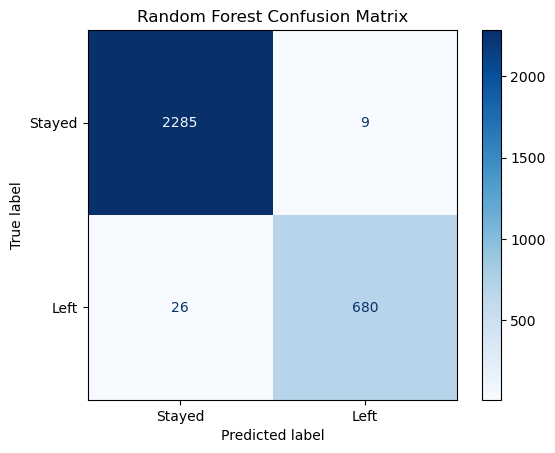 Random Forest Confusion Matrix
True label
Stayed
2285
9
Left
26
680
Stayed
Left
Predicted label
2000
1500
1000
500